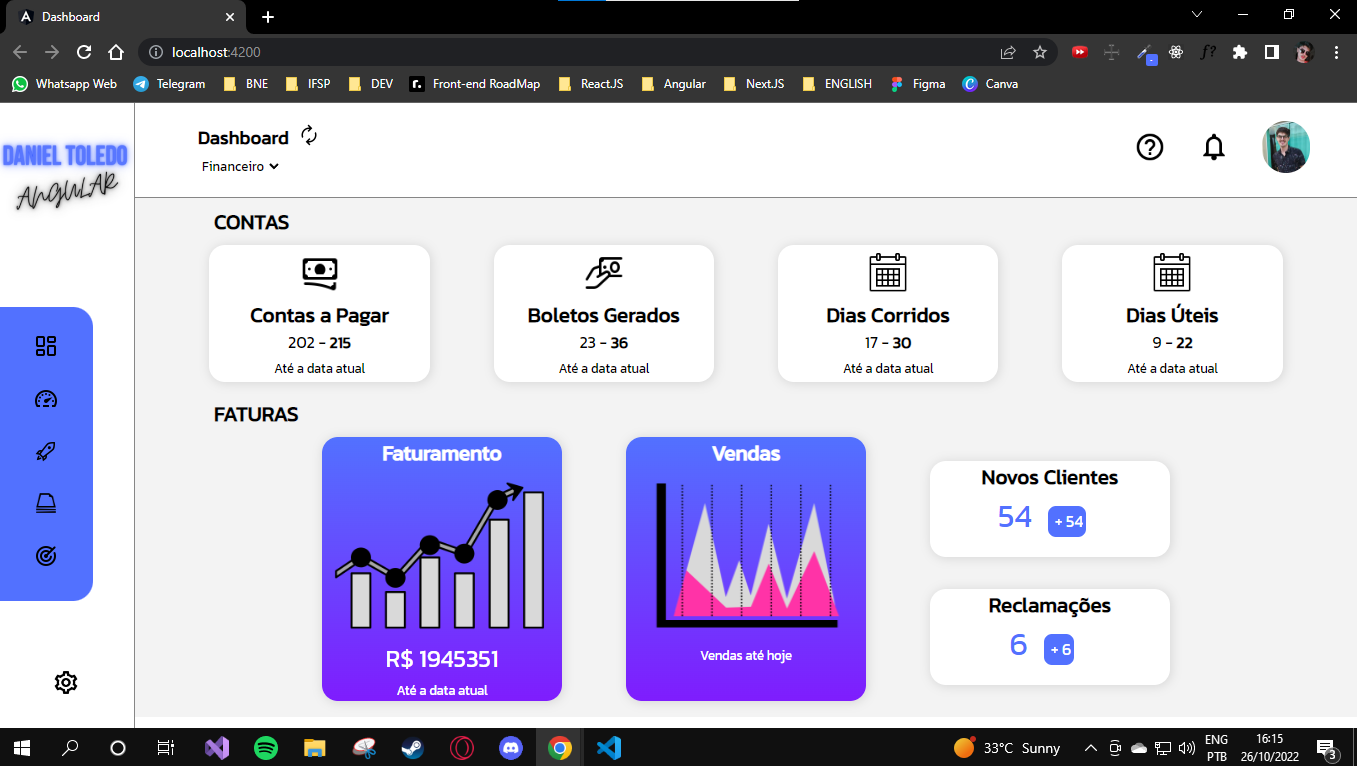 Dashboard
localhost:4200
f?
Whatsapp Web
Telegram
BNE
IFSP
DEV
r.
Front-end RoadMap
ReactJS
Angular
NextJS
ENGLISH
Figma
Canva
DANIEL TOLEDO
ANGULAR
Dashboard
Financeiro
CONTAS
Contas a Pagar
202 - 215
Até a data atual
Boletos Gerados
23 - 36
Até a data atual
Dias Corridos
17 - 30
Até a data atual
Dias Úteis
9 - 22
Até a data atual
FATURAS
Faturamento
R$ 1945351
Até a data atual
Vendas
Vendas até hoje
Novos Clientes
54 + 54
Reclamações
6 + 6
33°C Sunny
ENG
PTB
16:15
26/10/2022
3